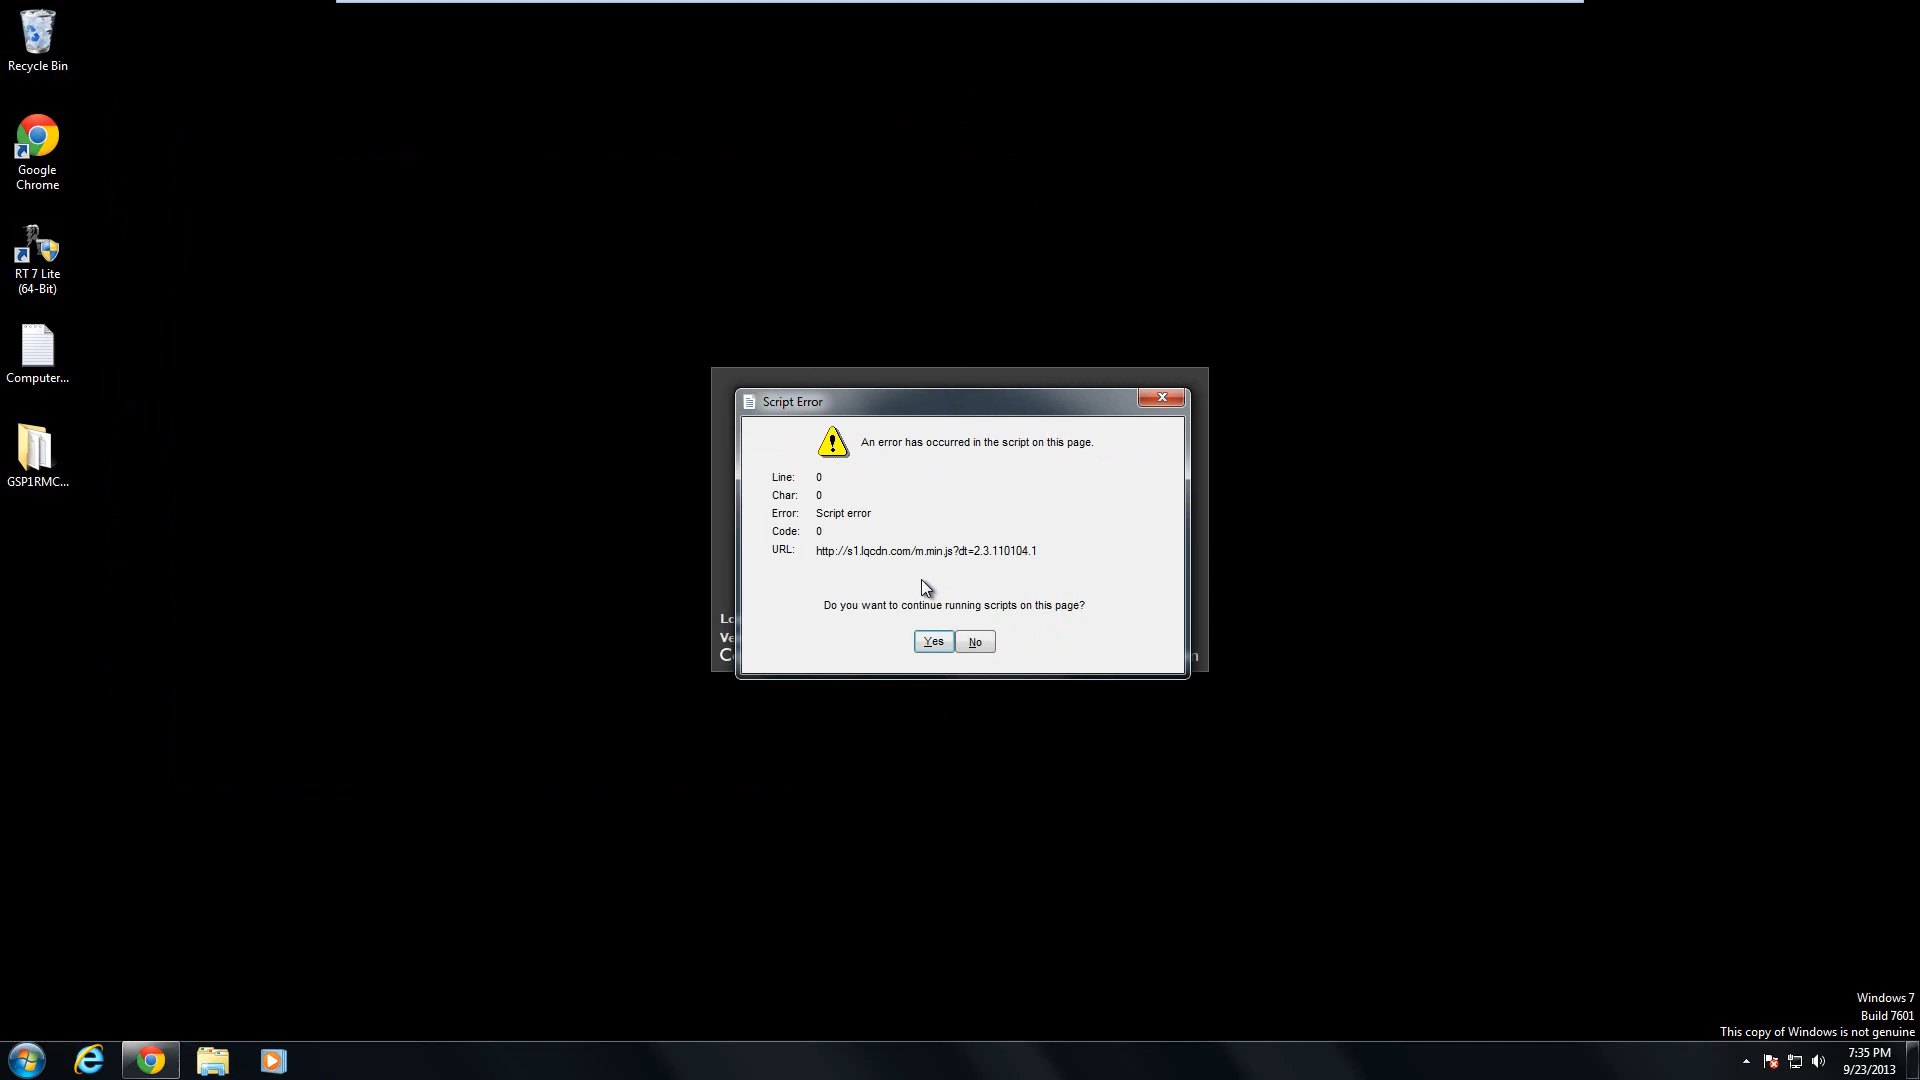 Recycle Bin
Google
Chrome
RT 7 Lite
(64-Bit)
Computer...
GSP1RMC...
Script Error
An error has occurred in the script on this page.
Line: 0
Char: 0
Error: Script error
Code: 0
URL: http://s1.lqcdn.com/m.min.js?dt=2.3.110104.1
Do you want to continue running scripts on this page?
Yes No
Windows 7
Build 7601
This copy of Windows is not genuine
7:35 PM
9/23/2013